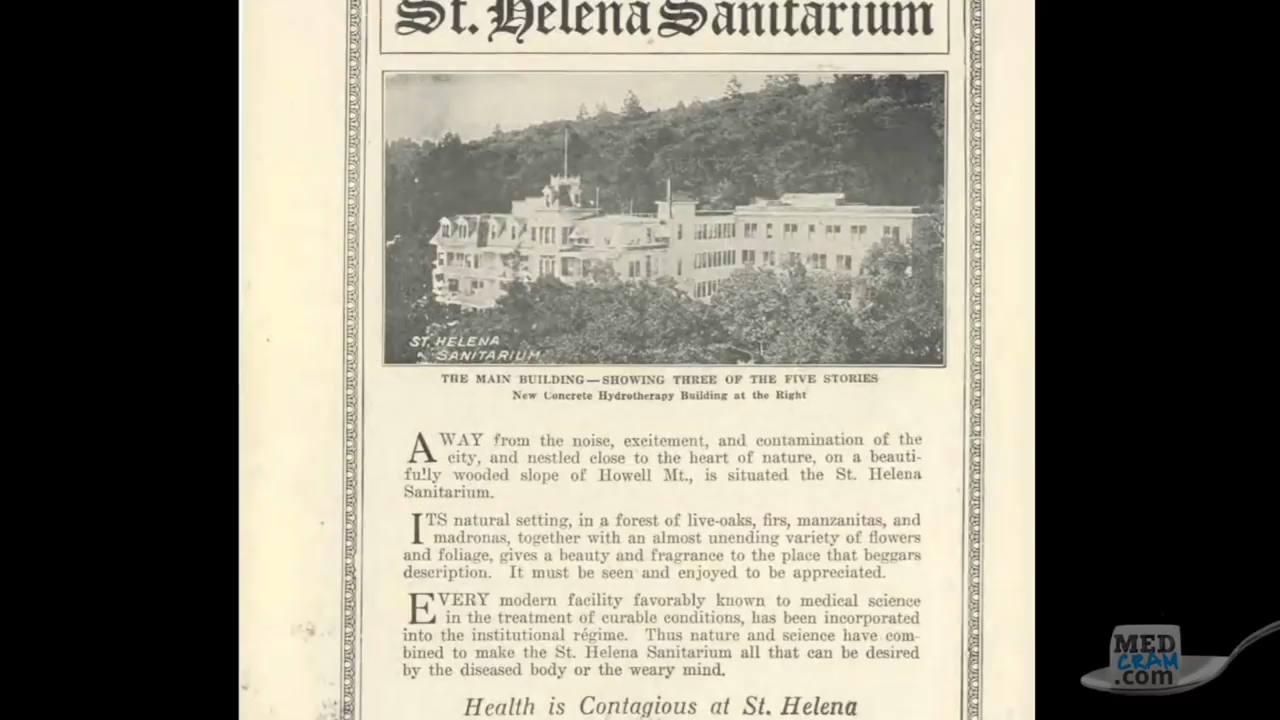 St. Helena Sanitarium
ST. HELENA
SANITARIUM
THE MAIN BUILDING—SHOWING THREE OF THE FIVE STORIES
New Concrete Hydrotherapy Building at the Right
AWAY from the noise, excitement, and contamination of the
city, and nestled close to the heart of nature, on a beauti-
fully wooded slope of Howell Mt., is situated the St. Helena
Sanitarium.
ITS natural setting, in a forest of live-oaks, firs, manzanitas, and
madronas, together with an almost unending variety of flowers
and foliage, gives a beauty and fragrance to the place that beggars
description. It must be seen and enjoyed to be appreciated.
EVERY modern facility favorably known to medical science
in the treatment of curable conditions, has been incorporated
into the institutional régime. Thus nature and science have com-
bined to make the St. Helena Sanitarium all that can be desired
by the diseased body or the weary mind.
Health is Contagious at St. Helena
MED
CRAM
.com